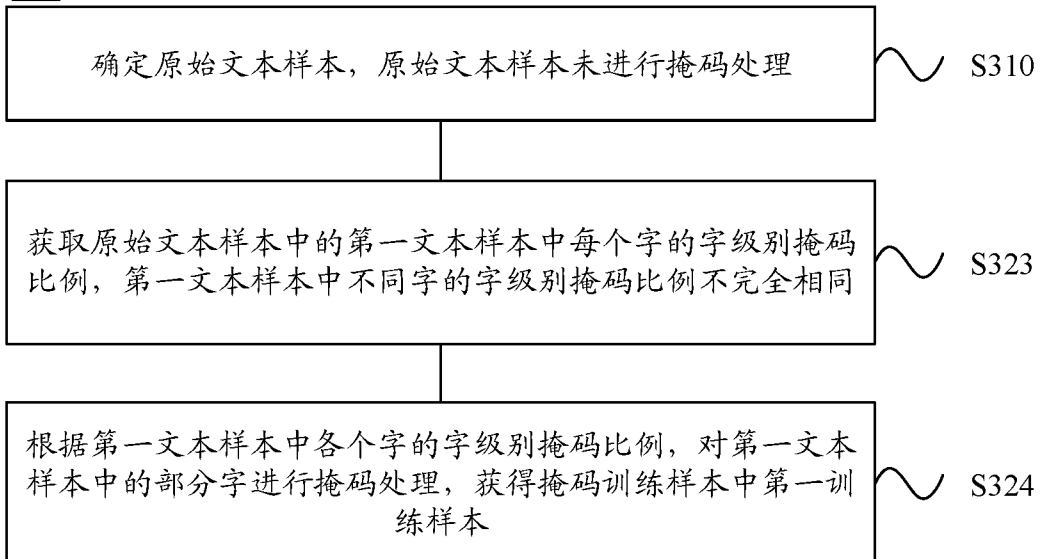 确定原始文本样本，原始文本样本未进行掩码处理
S310
获取原始文本样本中的第一文本样本中每个字的字级别掩码
比例，第一文本样本中不同字的字级别掩码比例不完全相同
S323
根据第一文本样本中各个字的字级别掩码比例，对第一文本
样本中的部分字进行掩码处理，获得掩码训练样本中第一训
练样本
S324